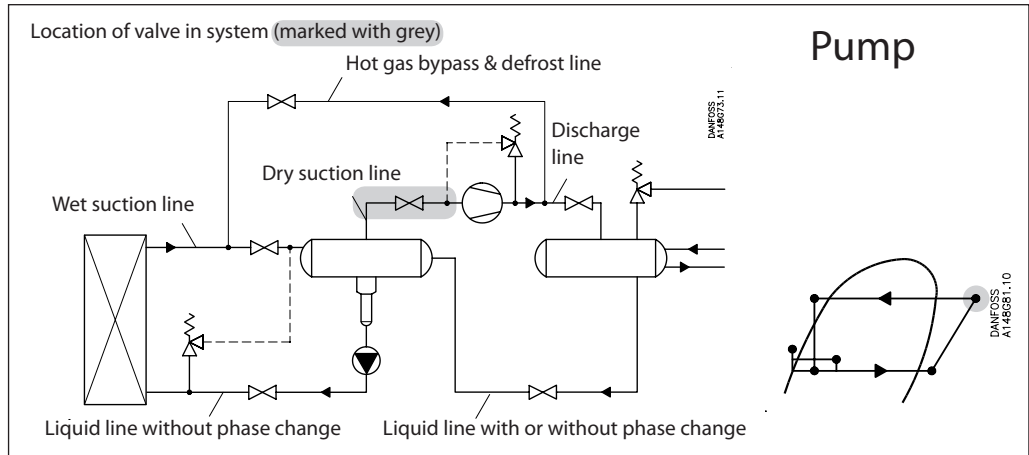 Location of valve in system (marked with grey)
Pump
Hot gas bypass & defrost line
DANFOSS
A148G73.11
Discharge
line
Dry suction line
Wet suction line
DANFOSS
A148G81.10
Liquid line without phase change
Liquid line with or without phase change